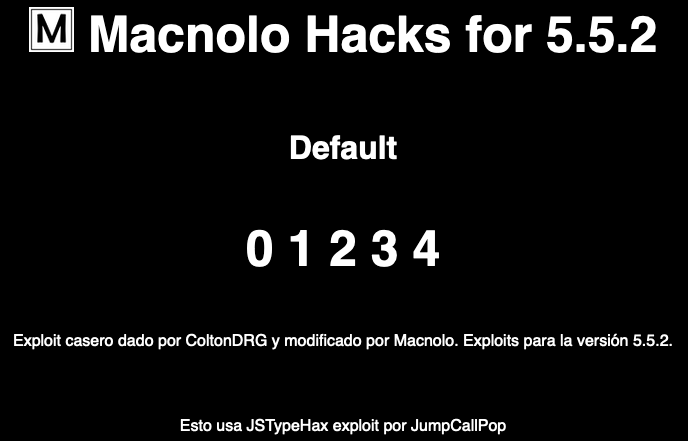 M Macnolo Hacks for 5.5.2
Default
0 1 2 3 4
Exploit casero dado por ColtonDRG y modificado por Macnolo. Exploits para la versión 5.5.2.
Esto usa JSTypeHax exploit por JumpCallPop